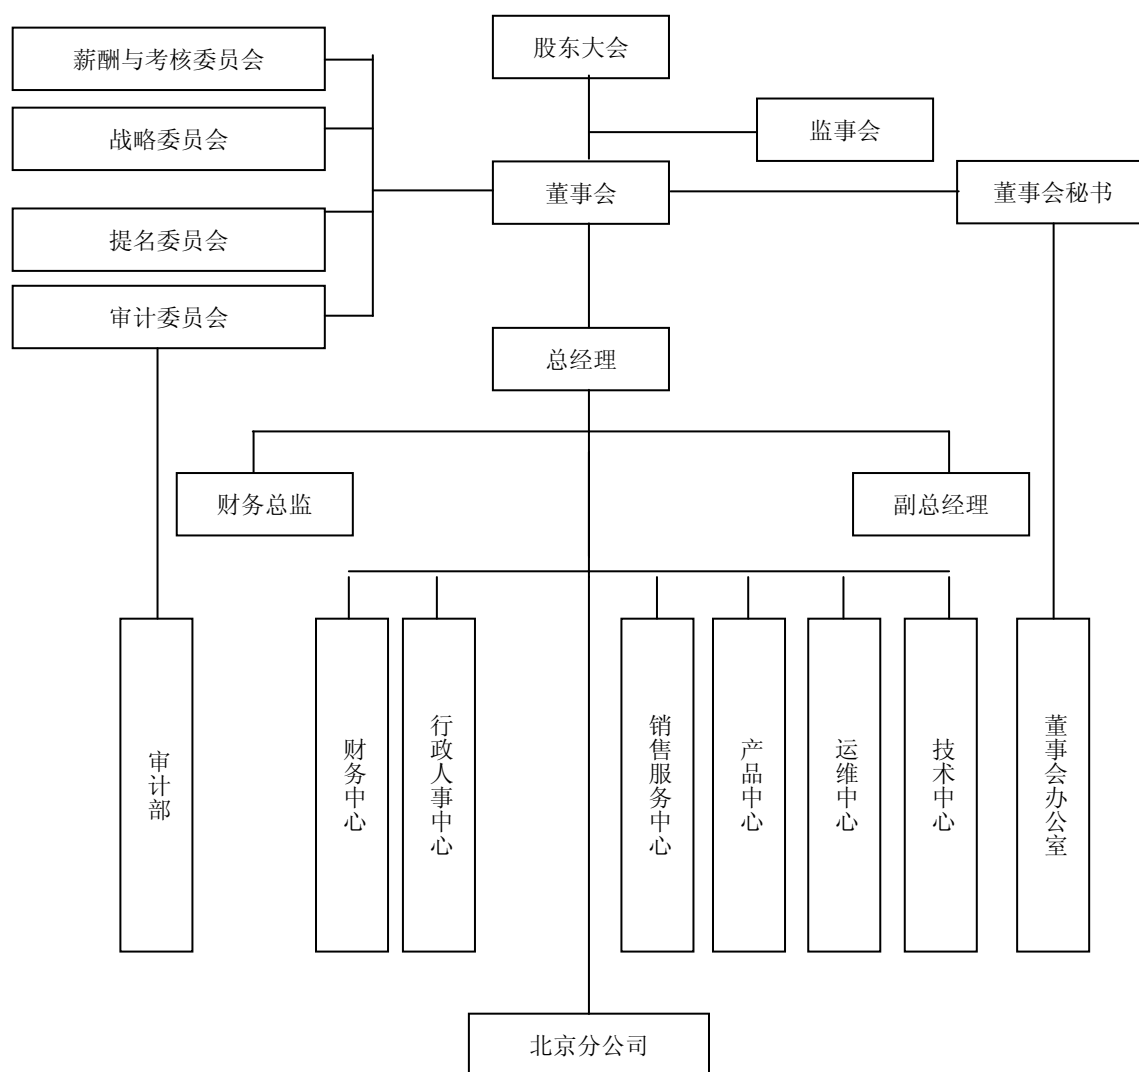 股东大会
薪酬与考核委员会
监事会
战略委员会
董事会
董事会秘书
提名委员会
审计委员会
总经理
财务总监
副总经理
审计部
财务中心
行政人事中心
销售服务中心
产品中心
运维中心
技术中心
董事会办公室
北京分公司